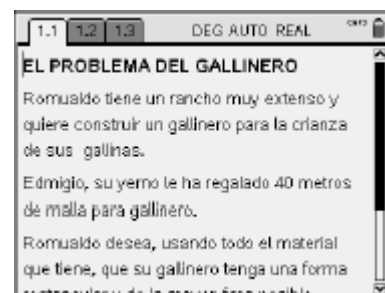 1.1 1.2 1.3 DEG AUTO REAL
EL PROBLEMA DEL GALLINERO
Romualdo tiene un rancho muy extenso y
quiere construir un gallinero para la crianza
de sus gallinas.
Edmigio, su yerno le ha regalado 40 metros
de malla para gallinero.
Romualdo desea, usando todo el material
que tiene, que su gallinero tenga una forma